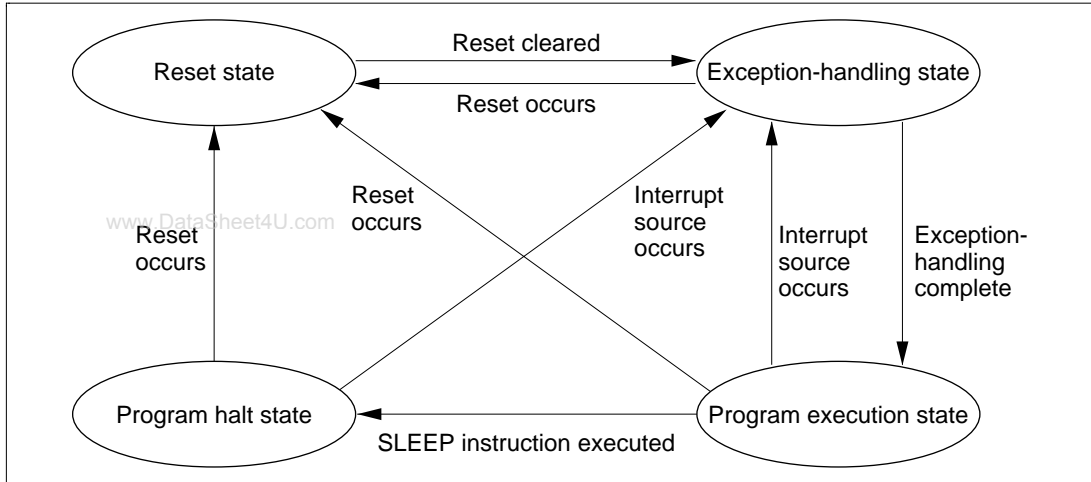 Reset cleared
Reset state
Exception-handling state
Reset occurs
Reset
occurs
Interrupt
source
occurs
www.DataSheet4U.com
Reset
occurs
Interrupt
source
occurs
Exception-
handling
complete
Program halt state
Program execution state
SLEEP instruction executed